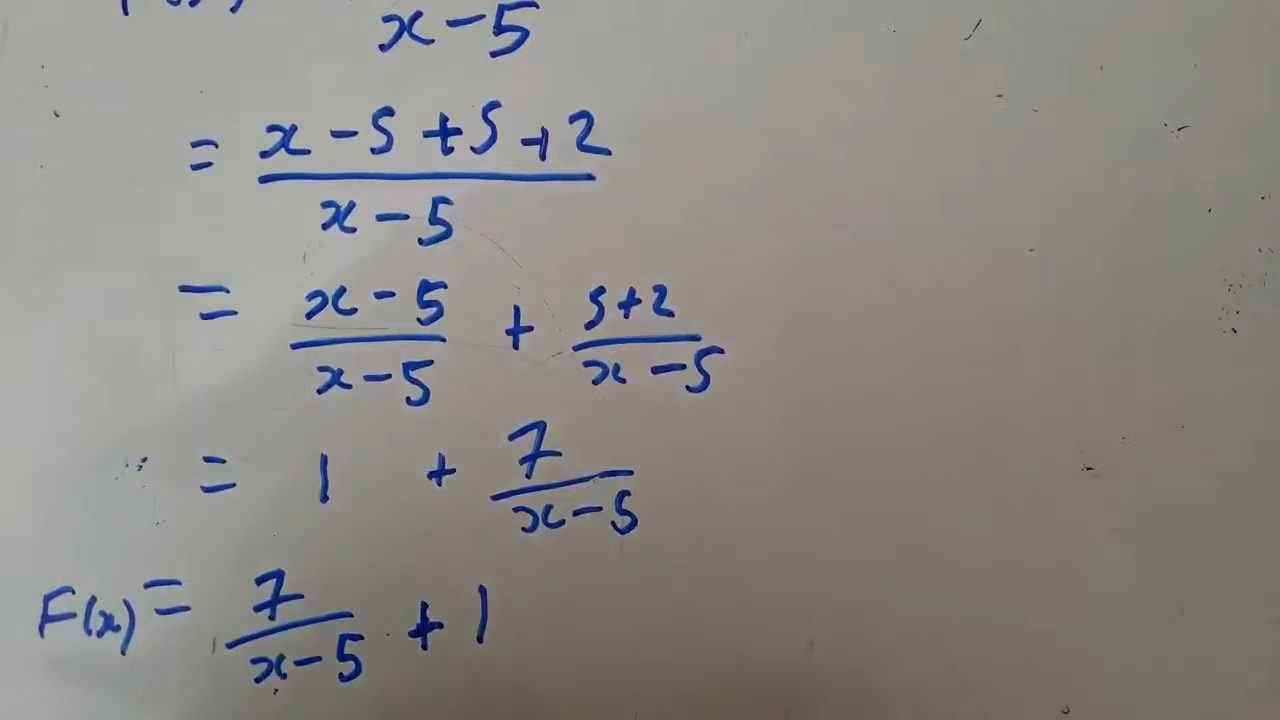 x-5
= x-5+5+2
x-5
= x-5 + 5+2
x-5 x-5
= 1 + 7
x-5
F(x) = 7 + 1
x-5